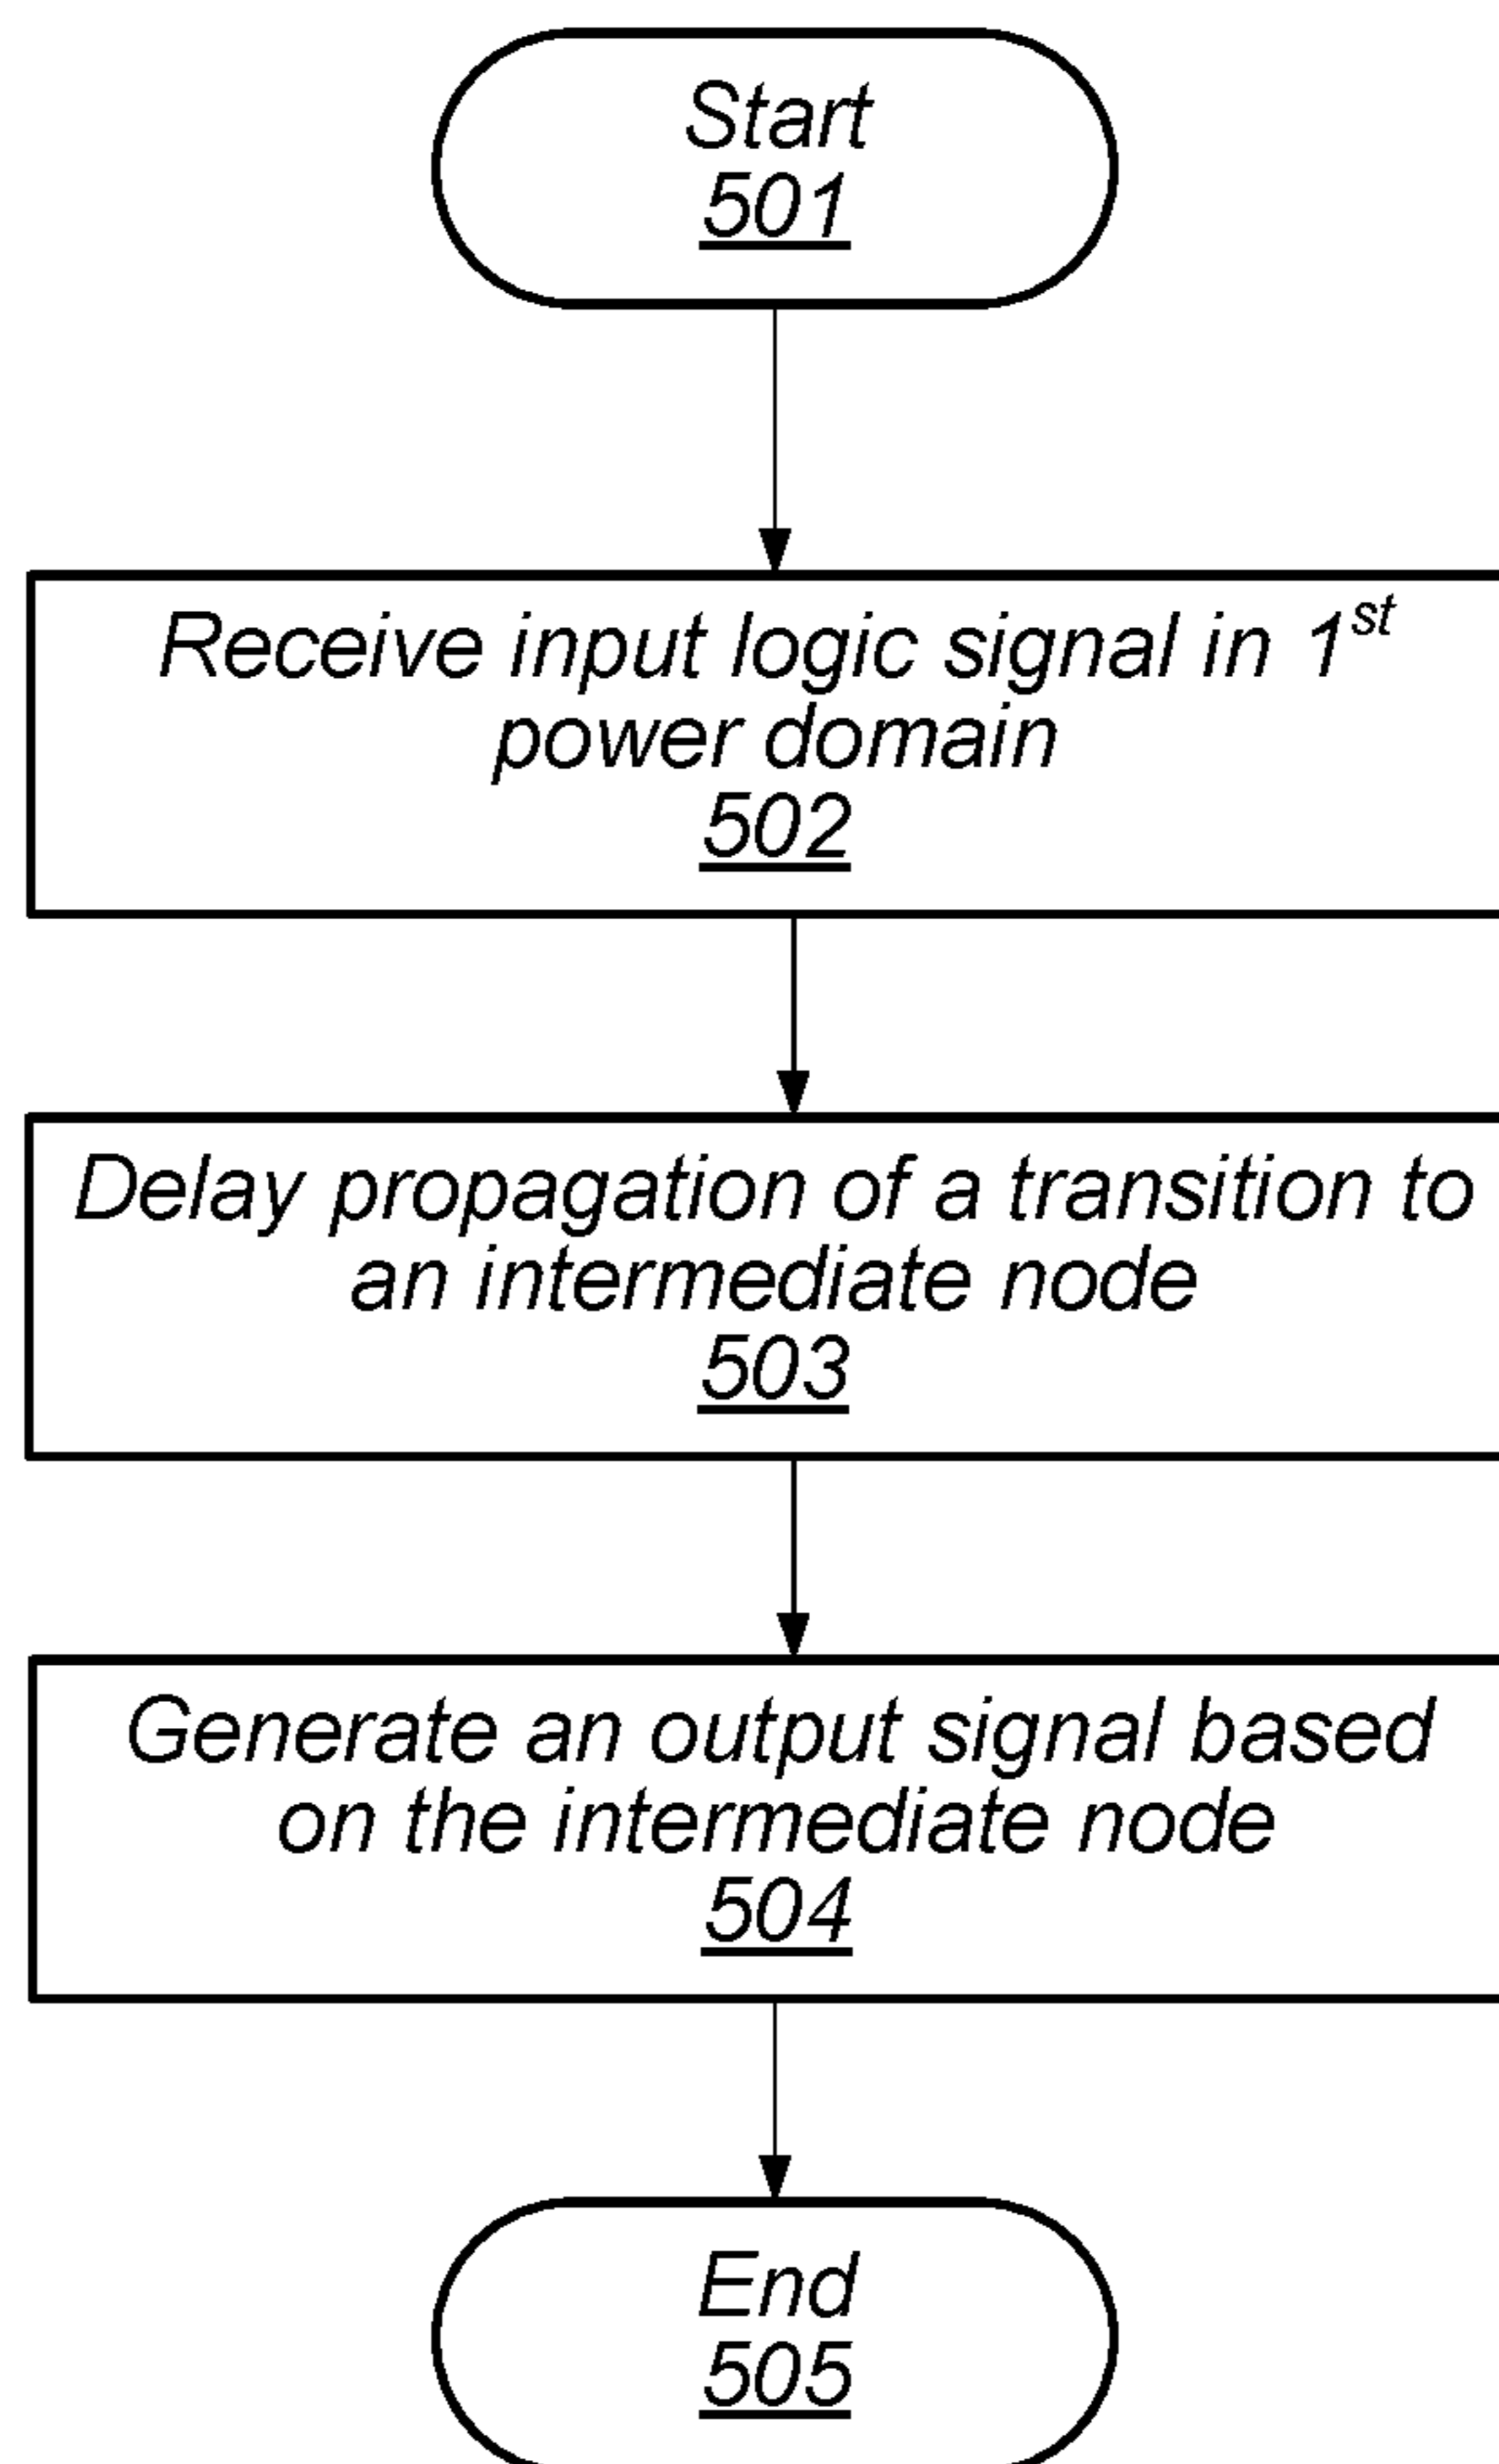 Start
501
Receive input logic signal in 1st
power domain
502
Delay propagation of a transition to
an intermediate node
503
Generate an output signal based
on the intermediate node
504
End
505